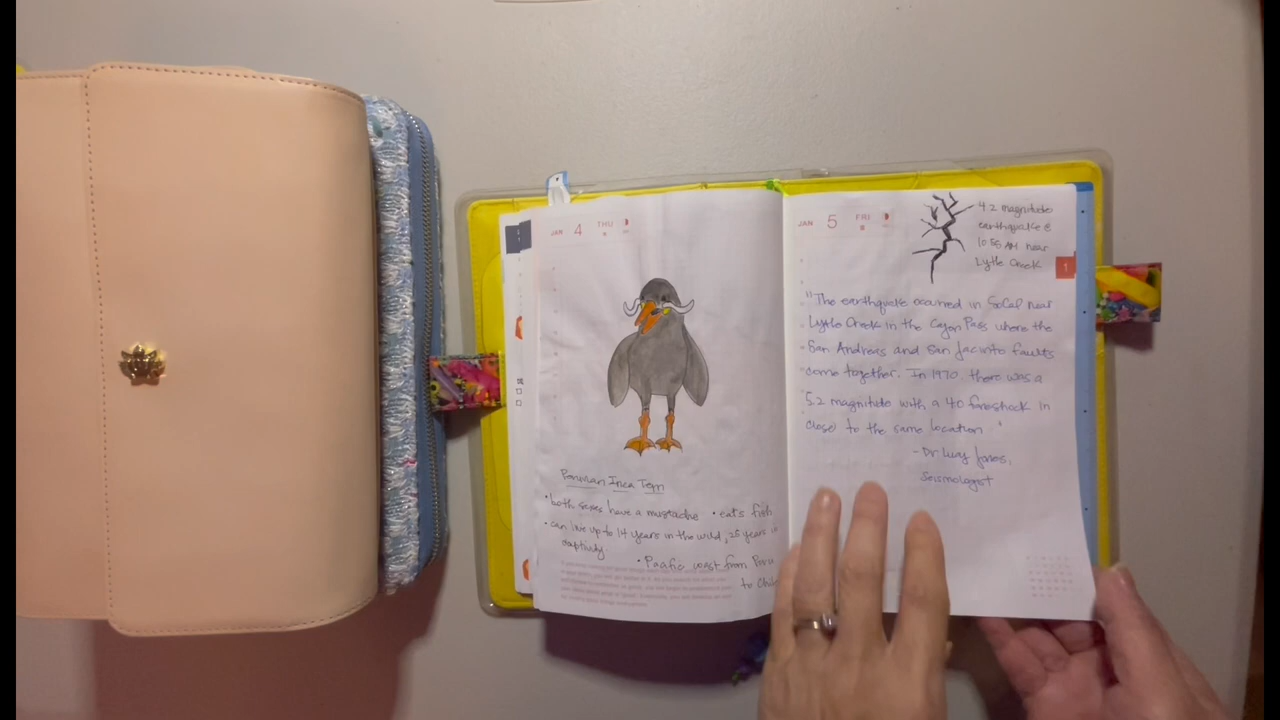 JAN 4 THU
Peruvian Inca Tern
• both sexes have a mustache • eats fish
• can live up to 14 years in the wild, 25 years in
captivity
• Pacific coast from Peru
to Chile
JAN 5 FRI
4.2 magnitude
earthquake @
10:55 AM near
Lytle Creek
1
"The earthquake occurred in SoCal near
Lytle Creek in the Cajon Pass where the
San Andreas and San Jacinto faults
come together. In 1970 there was a
5.2 magnitude with a 4.0 foreshock in
close) to the same location "
- Dr Lucy Jones,
Seismologist